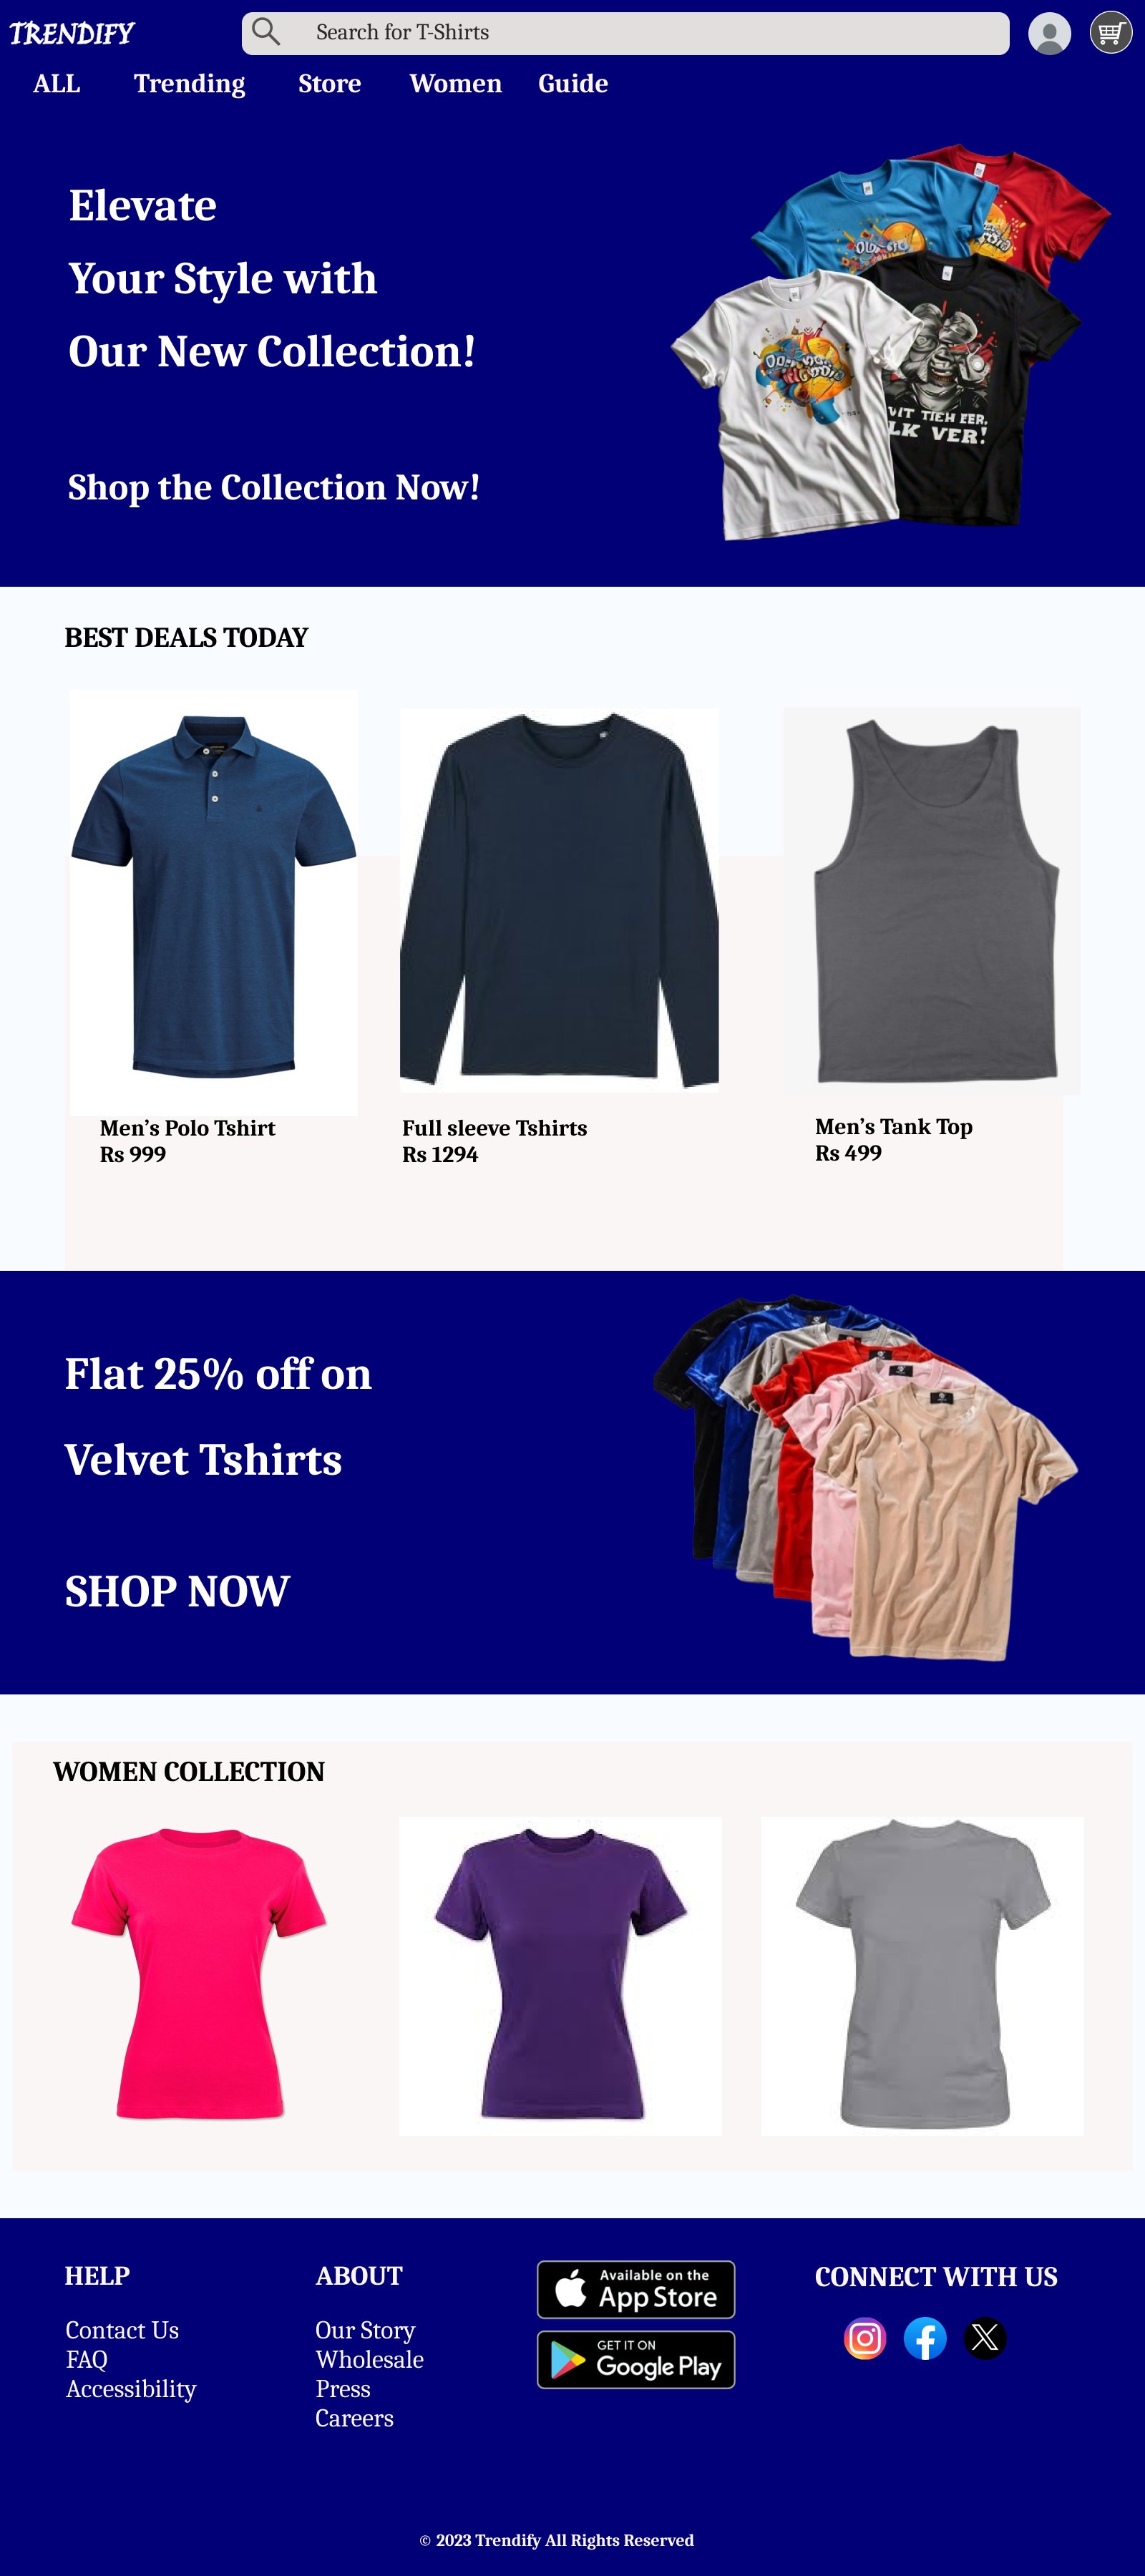 TRENDIFY
Search for T-Shirts
ALL Trending Store Women Guide
Elevate
Your Style with
Our New Collection!
Shop the Collection Now!
VER!
BEST DEALS TODAY
Men’s Polo Tshirt
Rs 999
Full sleeve Tshirts
Rs 1294
Men’s Tank Top
Rs 499
Flat 25% off on
Velvet Tshirts
SHOP NOW
WOMEN COLLECTION
HELP
Contact Us
FAQ
Accessibility
ABOUT
Our Story
Wholesale
Press
Careers
Available on the
App Store
GET IT ON
Google Play
CONNECT WITH US
© 2023 Trendify All Rights Reserved